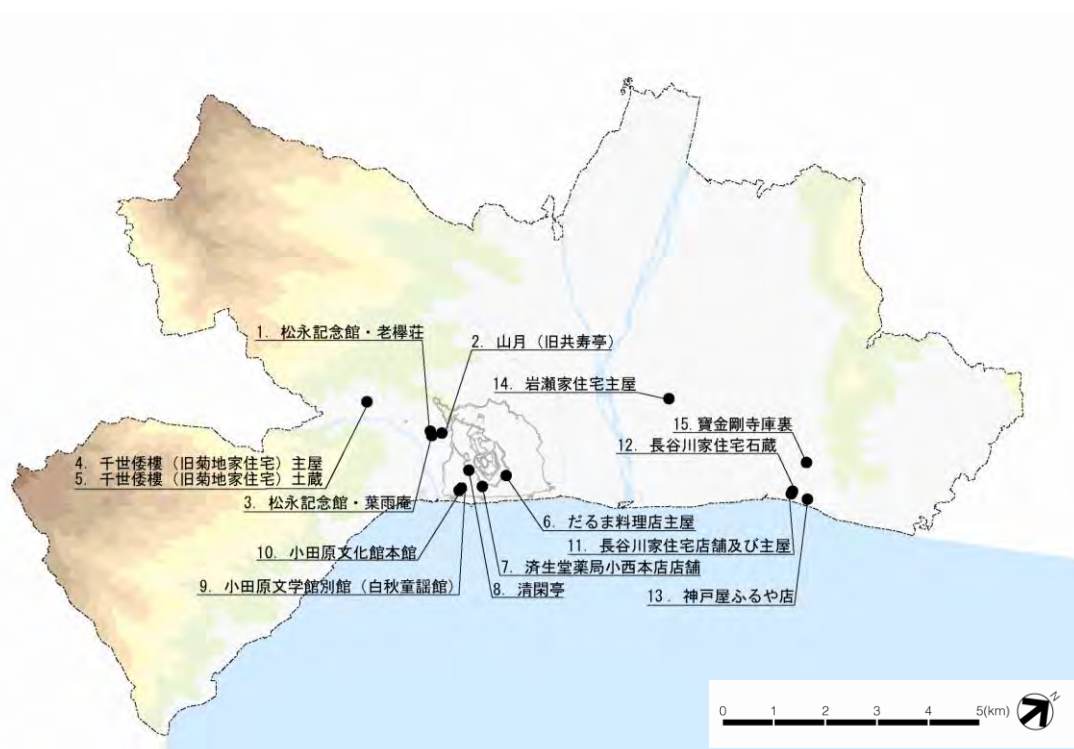 1. 松永記念館・老欅荘
2. 山月（旧共寿亭）
14. 岩瀬家住宅主屋
15. 寶金剛寺庫裏
12. 長谷川家住宅石蔵
4. 千世倭樓（旧菊地家住宅）主屋
5. 千世倭樓（旧菊地家住宅）土蔵
3. 松永記念館・葉雨庵
6. だるま料理店主屋
10. 小田原文化館本館
11. 長谷川家住宅店舗及び主屋
7. 済生堂薬局小西本店店舗
9. 小田原文学館別館（白秋童謡館）
8. 清閑亭
13. 神戸屋ふるや店
0 1 2 3 4 5(km)
N